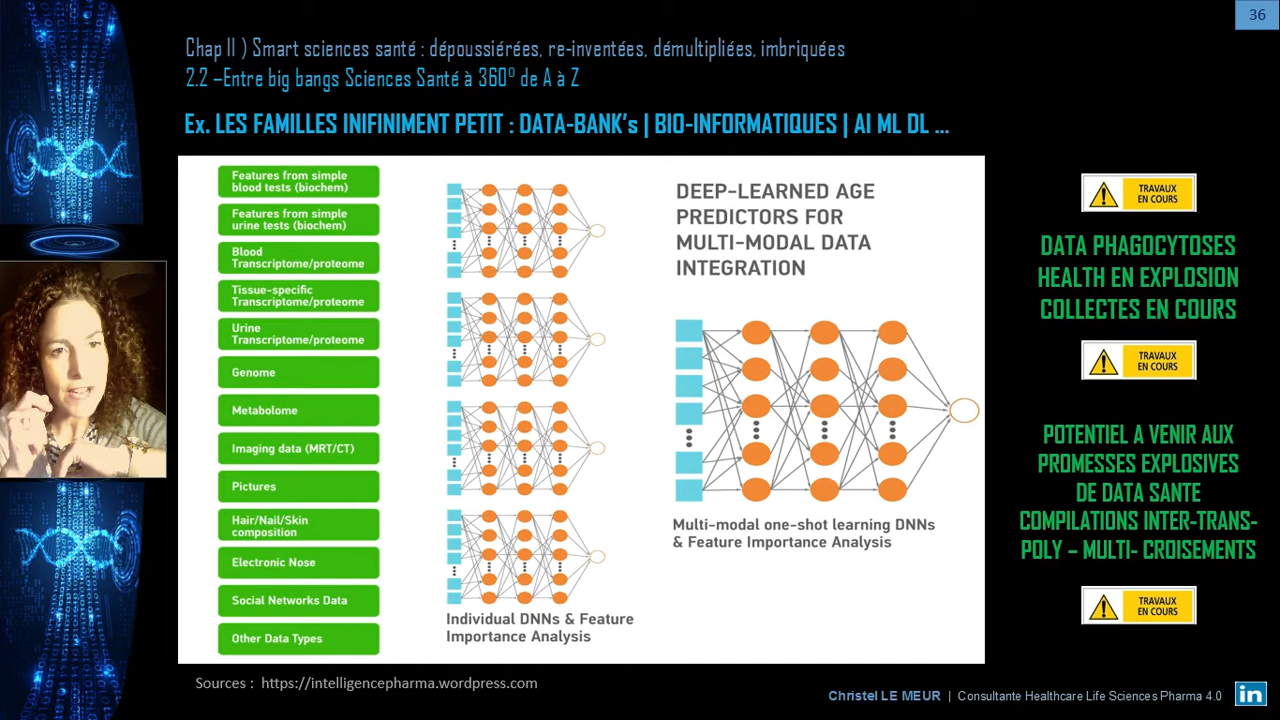 36
Chap II ) Smart sciences santé : dépoussiérées, re-inventées, démultipliées, imbriquées
2.2 –Entre big bangs Sciences Santé à 360° de A à Z
Ex. LES FAMILLES INIFINIMENT PETIT : DATA-BANK's | BIO-INFORMATIQUES | AI ML DL ...
Features from simple
blood tests (biochem)
Features from simple
urine tests (biochem)
Blood
Transcriptome/proteome
Tissue-specific
Transcriptome/proteome
Urine
Transcriptome/proteome
Genome
Metabolome
Imaging data (MRT/CT)
Pictures
Hair/Nail/Skin
composition
Electronic Nose
Social Networks Data
Other Data Types
Individual DNNs & Feature
Importance Analysis
DEEP-LEARNED AGE
PREDICTORS FOR
MULTI-MODAL DATA
INTEGRATION
Multi-modal one-shot learning DNNs
& Feature Importance Analysis
TRAVAUX
EN COURS
DATA PHAGOCYTOSES
HEALTH EN EXPLOSION
COLLECTES EN COURS
TRAVAUX
EN COURS
POTENTIEL A VENIR AUX
PROMESSES EXPLOSIVES
DE DATA SANTE
COMPILATIONS INTER-TRANS-
POLY – MULTI- CROISEMENTS
TRAVAUX
EN COURS
Sources : https://intelligencepharma.wordpress.com
Christel LE MEUR | Consultante Healthcare Life Sciences Pharma 4.0
in